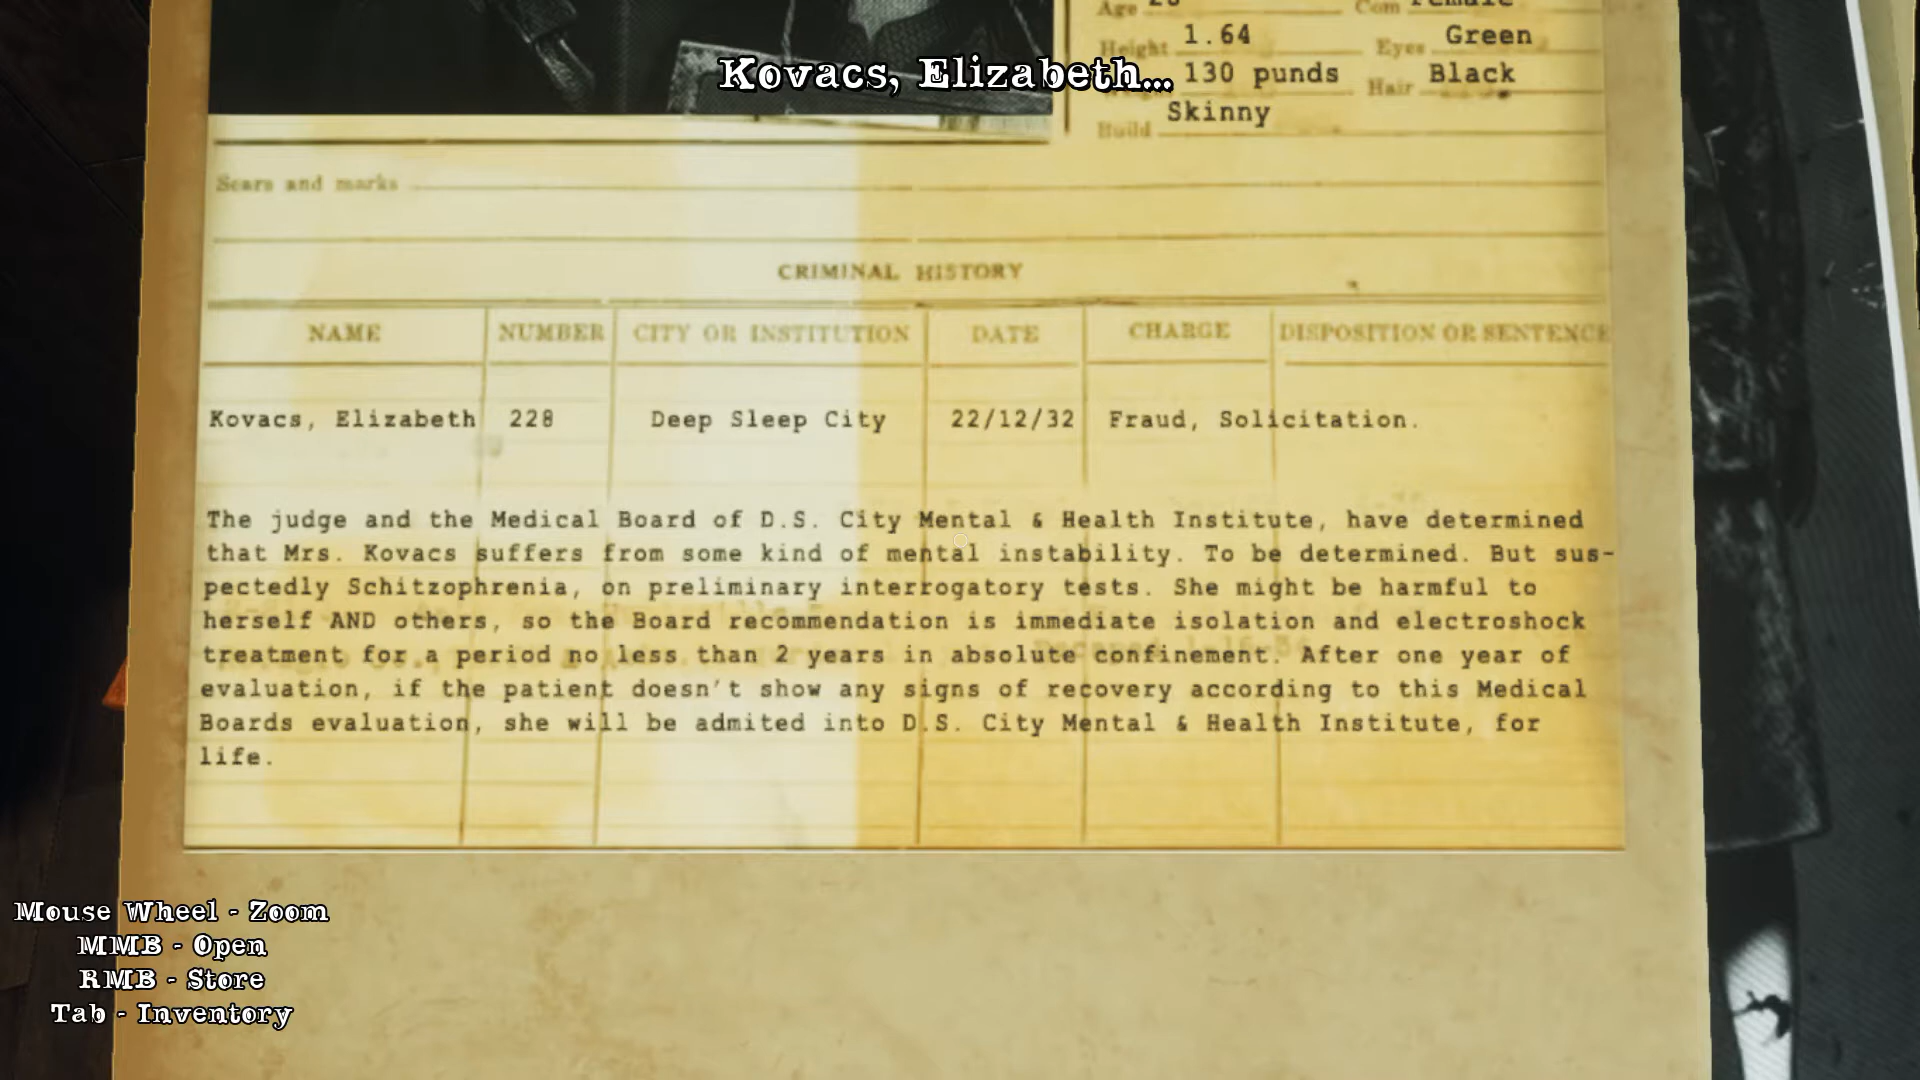 Age
Com Female
Height 1.64 Eyes Green
Kovacs, Elizabeth...
130 punds Hair Black
Build Skinny
Scars and marks
CRIMINAL HISTORY
NAME NUMBER CITY OR INSTITUTION DATE CHARGE DISPOSITION OR SENTENCE
Kovacs, Elizabeth 228 Deep Sleep City 22/12/32 Fraud, Solicitation.
The judge and the Medical Board of D.S. City Mental & Health Institute, have determined
that Mrs. Kovacs suffers from some kind of mental instability. To be determined. But sus-
pectedly Schitzophrenia, on preliminary interrogatory tests. She might be harmful to
herself AND others, so the Board recommendation is immediate isolation and electroshock
treatment for a period no less than 2 years in absolute confinement. After one year of
evaluation, if the patient doesn't show any signs of recovery according to this Medical
Boards evaluation, she will be admited into D.S. City Mental & Health Institute, for
life.
Mouse Wheel - Zoom
MMB - Open
RMB - Store
Tab - Inventory